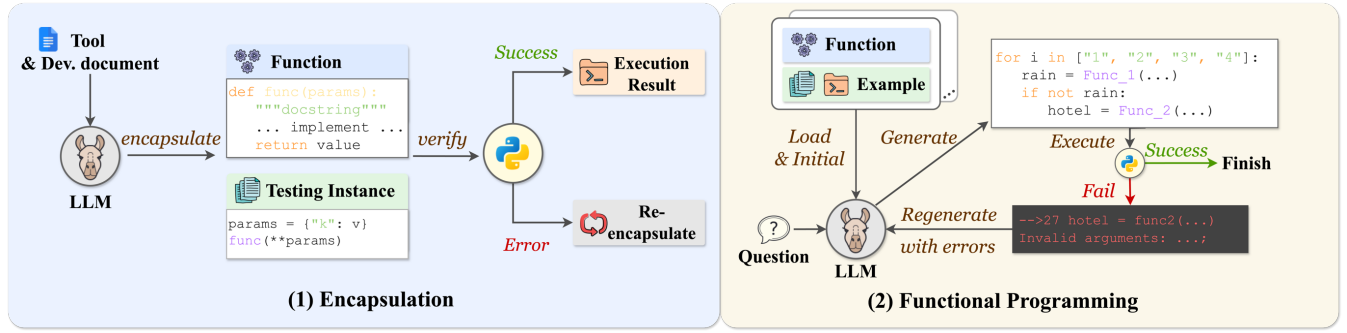 Tool
& Dev. document
LLM
encapsulate
Function
def func(params):
"""docstring"""
... implement ...
return value
Testing Instance
params = {"k": v}
func(**params)
verify
Success
Execution
Result
Error
Re-
encapsulate
(1) Encapsulation
Function
Example
...
Load
& Initial
Generate
Question
?
LLM
for i in ["1", "2", "3", "4"]:
rain = Func_1(...)
if not rain:
hotel = Func_2(...)
Execute
Success
Finish
Fail
-->27 hotel = func2(...)
Invalid arguments: ...;
Regenerate
with errors
(2) Functional Programming